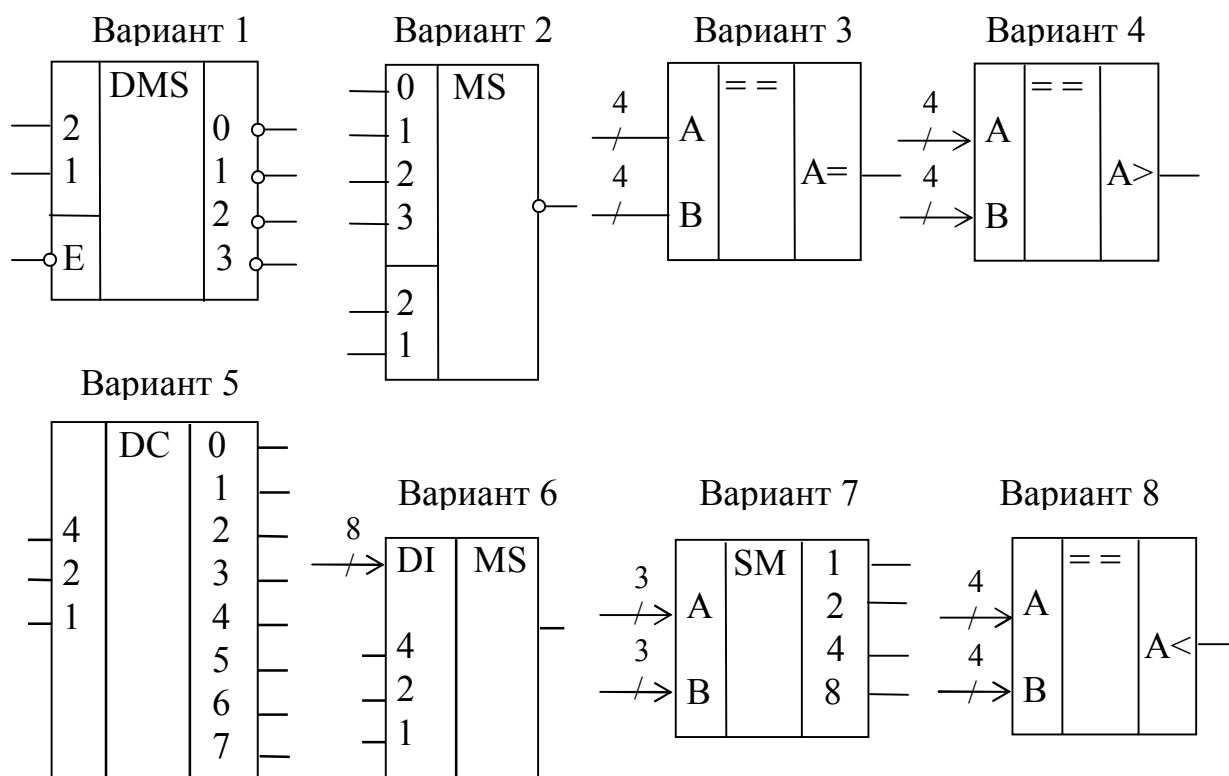 Вариант 1
DMS
2
1
E
0
1
2
3
Вариант 2
0
1
2
3
2
1
MS
Вариант 3
4
4
A
B
= =
A=
Вариант 4
4
4
A
B
= =
A>
Вариант 5
4
2
1
DC
0
1
2
3
4
5
6
7
Вариант 6
8
DI
MS
4
2
1
Вариант 7
3
3
A
B
SM
1
2
4
8
Вариант 8
4
4
A
B
= =
A<